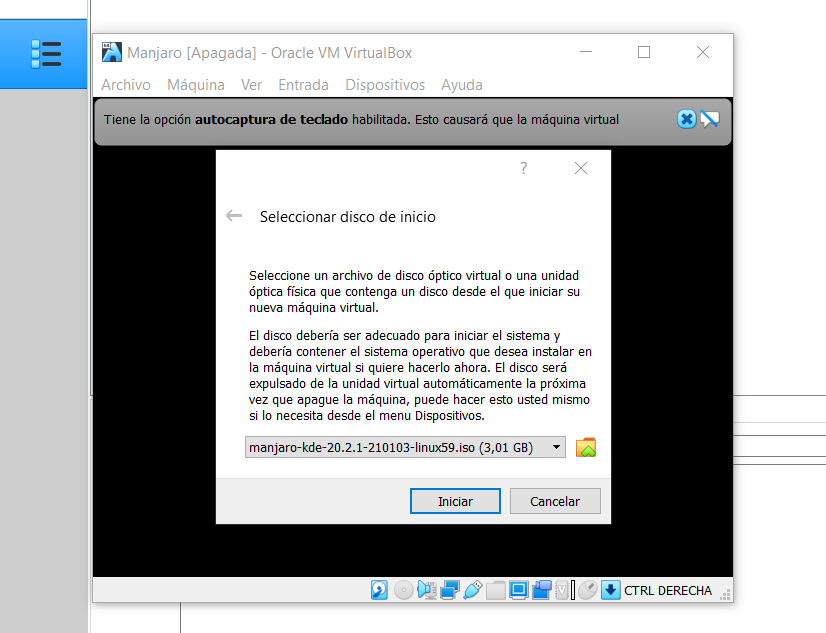 Manjaro [Apagada] - Oracle VM VirtualBox
Archivo Máquina Ver Entrada Dispositivos Ayuda
Tiene la opción autocaptura de teclado habilitada. Esto causará que la máquina virtual
?
Seleccionar disco de inicio
Seleccione un archivo de disco óptico virtual o una unidad
óptica física que contenga un disco desde el que iniciar su
nueva máquina virtual.
El disco debería ser adecuado para iniciar el sistema y
debería contener el sistema operativo que desea instalar en
la máquina virtual si quiere hacerlo ahora. El disco será
expulsado de la unidad virtual automáticamente la próxima
vez que apague la máquina, puede hacer esto usted mismo
si lo necesita desde el menu Dispositivos.
manjaro-kde-20.2.1-210103-linux59.iso (3,01 GB)
Iniciar Cancelar
CTRL DERECHA